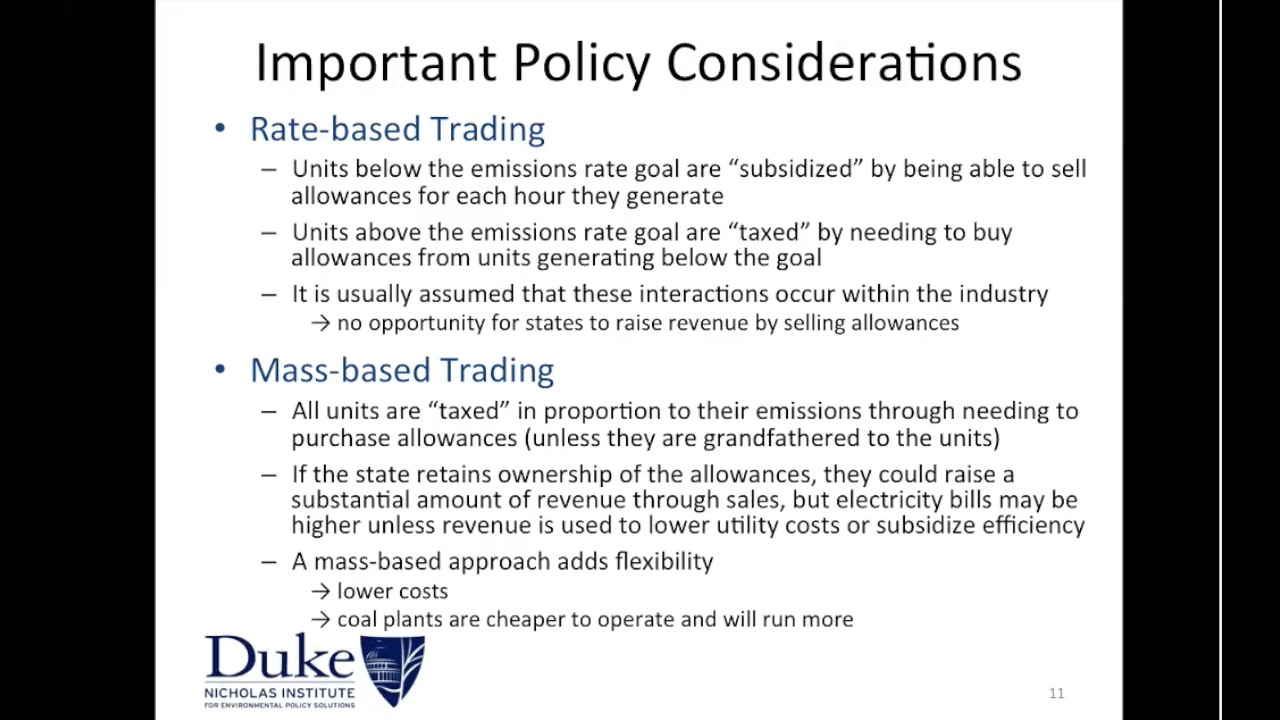 Important Policy Considerations
• Rate-based Trading
– Units below the emissions rate goal are “subsidized” by being able to sell
allowances for each hour they generate
– Units above the emissions rate goal are “taxed” by needing to buy
allowances from units generating below the goal
– It is usually assumed that these interactions occur within the industry
→ no opportunity for states to raise revenue by selling allowances
• Mass-based Trading
– All units are “taxed” in proportion to their emissions through needing to
purchase allowances (unless they are grandfathered to the units)
– If the state retains ownership of the allowances, they could raise a
substantial amount of revenue through sales, but electricity bills may be
higher unless revenue is used to lower utility costs or subsidize efficiency
– A mass-based approach adds flexibility
→ lower costs
→ coal plants are cheaper to operate and will run more
Duke
NICHOLAS INSTITUTE
FOR ENVIRONMENTAL POLICY SOLUTIONS
11